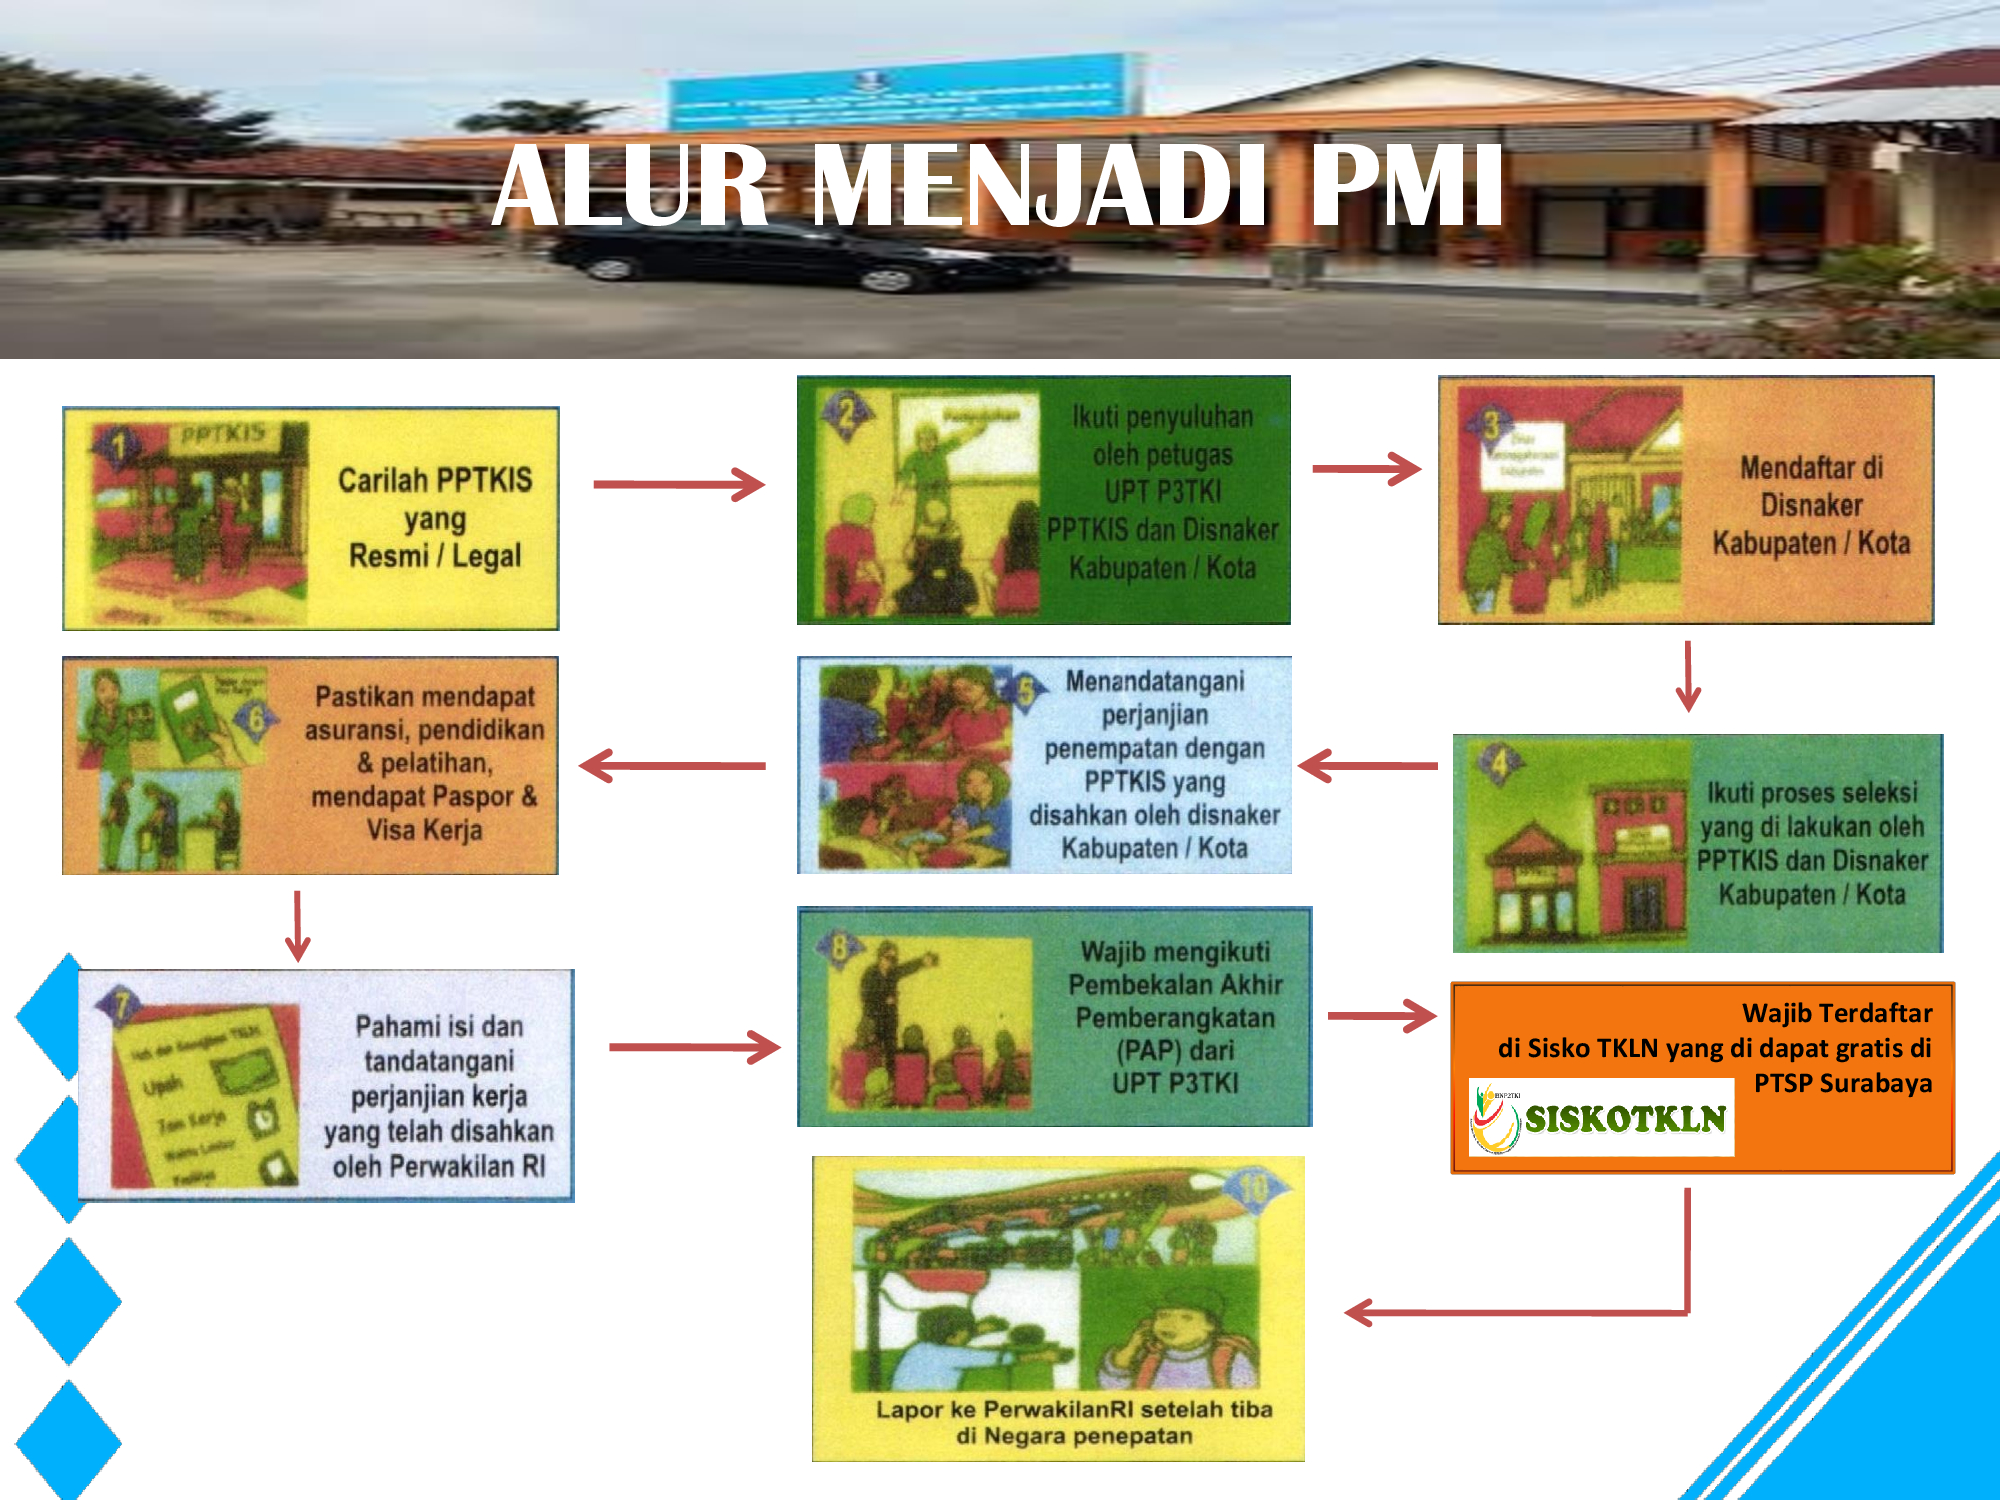 ALUR MENJADI PMI
1
PPTKIS
Carilah PPTKIS
yang
Resmi / Legal
2
Penyuluhan
Ikuti penyuluhan
oleh petugas
UPT P3TKI
PPTKIS dan Disnaker
Kabupaten / Kota
3
Mendaftar di
Disnaker
Kabupaten / Kota
4
Ikuti proses seleksi
yang di lakukan oleh
PPTKIS dan Disnaker
Kabupaten / Kota
5
Menandatangani
perjanjian
penempatan dengan
PPTKIS yang
disahkan oleh disnaker
Kabupaten / Kota
6
Pastikan mendapat
asuransi, pendidikan
& pelatihan,
mendapat Paspor &
Visa Kerja
7
Upah
Pahami isi dan
tandatangani
perjanjian kerja
yang telah disahkan
oleh Perwakilan RI
8
Wajib mengikuti
Pembekalan Akhir
Pemberangkatan
(PAP) dari
UPT P3TKI
Wajib Terdaftar
di Sisko TKLN yang di dapat gratis di
PTSP Surabaya
BNP2TKI
SISKOTKLN
10
Lapor ke PerwakilanRI setelah tiba
di Negara penepatan